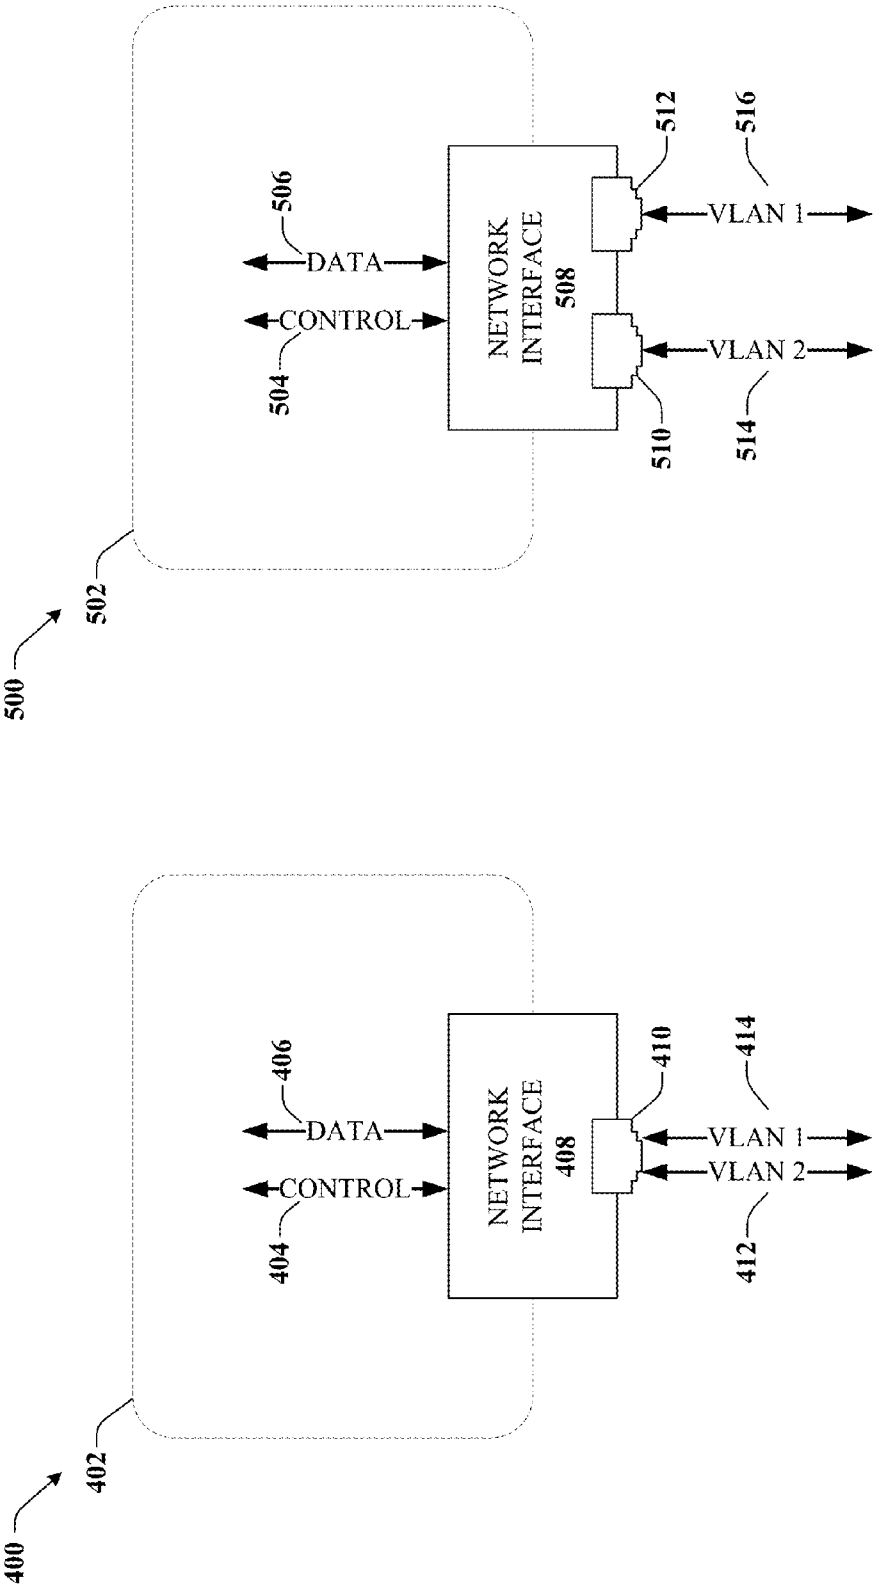 400
402
404
CONTROL
406
DATA
NETWORK
INTERFACE
408
410
412
VLAN 2
VLAN 1
414
500
502
504
CONTROL
506
DATA
NETWORK
INTERFACE
508
510
512
514
VLAN 2
VLAN 1
516